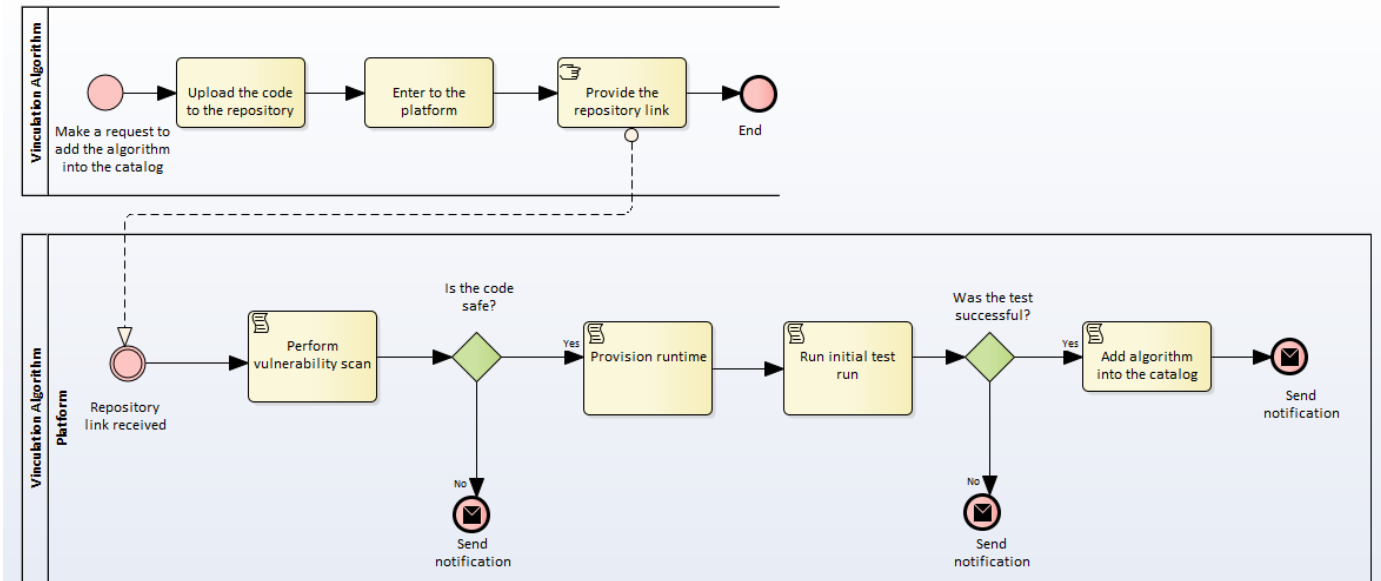 Vinculation Algorithm
Upload the code
to the repository
Enter to the
platform
Provide the
repository link
Make a request to
add the algorithm
into the catalog
End
Vinculation Algorithm
Platform
Repository
link received
Perform
vulnerability scan
Is the code
safe?
Yes
No
Send
notification
Provision runtime
Run initial test
run
Was the test
successful?
Yes
No
Send
notification
Add algorithm
into the catalog
Send
notification